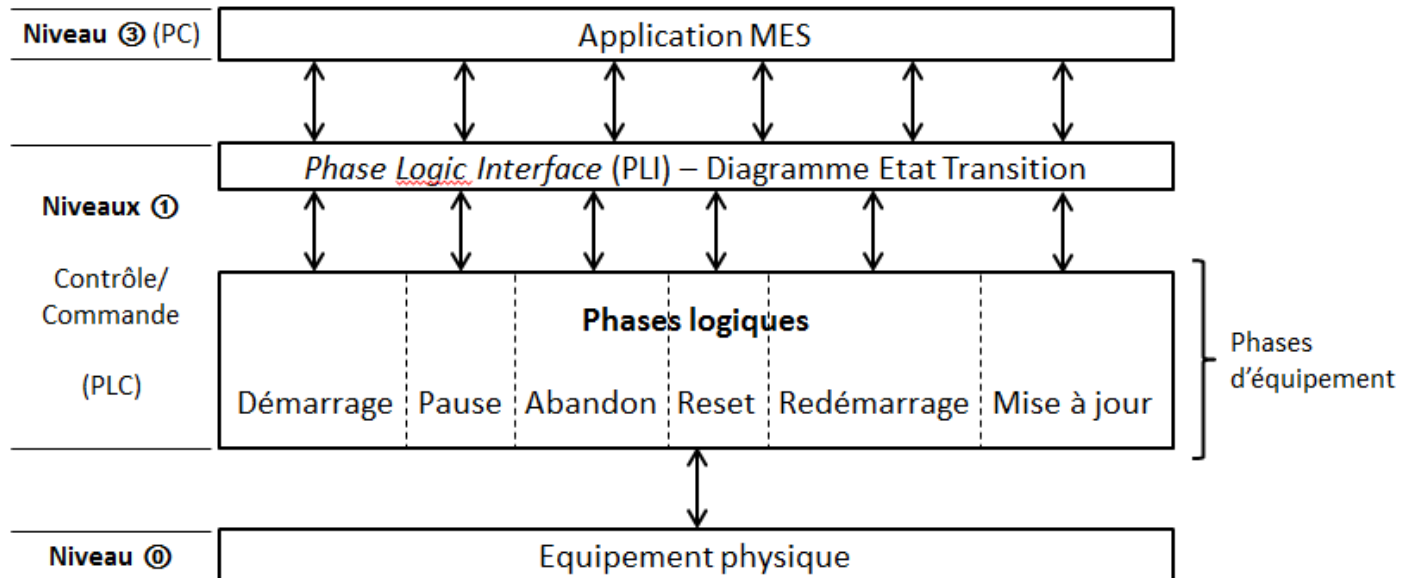 Niveau ③ (PC)
Application MES
Phase Logic Interface (PLI) – Diagramme Etat Transition
Niveaux ①
Contrôle/
Commande
(PLC)
Phases logiques
Démarrage
Pause
Abandon
Reset
Redémarrage
Mise à jour
Phases
d'équipement
Niveau ⓪
Equipement physique